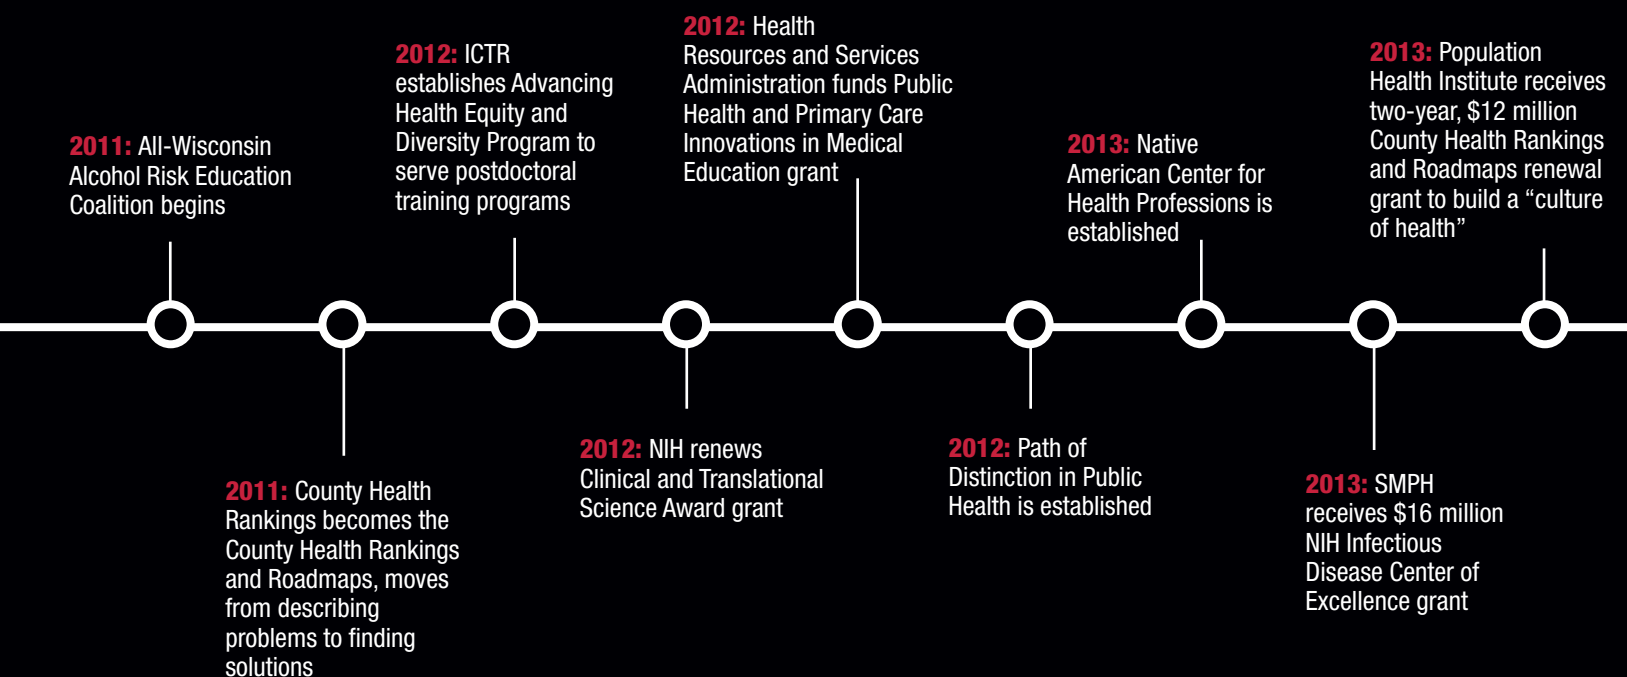 2011: All-Wisconsin
Alcohol Risk Education
Coalition begins
2011: County Health
Rankings becomes the
County Health Rankings
and Roadmaps, moves
from describing
problems to finding
solutions
2012: ICTR
establishes Advancing
Health Equity and
Diversity Program to
serve postdoctoral
training programs
2012: NIH renews
Clinical and Translational
Science Award grant
2012: Health
Resources and Services
Administration funds Public
Health and Primary Care
Innovations in Medical
Education grant
2012: Path of
Distinction in Public
Health is established
2013: Native
American Center for
Health Professions is
established
2013: SMPH
receives $16 million
NIH Infectious
Disease Center of
Excellence grant
2013: Population
Health Institute receives
two-year, $12 million
County Health Rankings
and Roadmaps renewal
grant to build a “culture
of health”